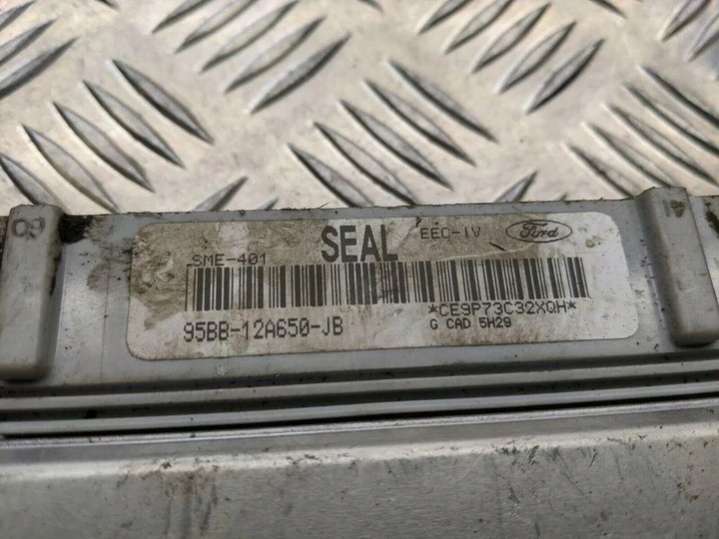 SEAL EEC-IV Ford
SME-401
95BB-12A650-JB
*CE9P73C32XQH*
G CAD 5H29